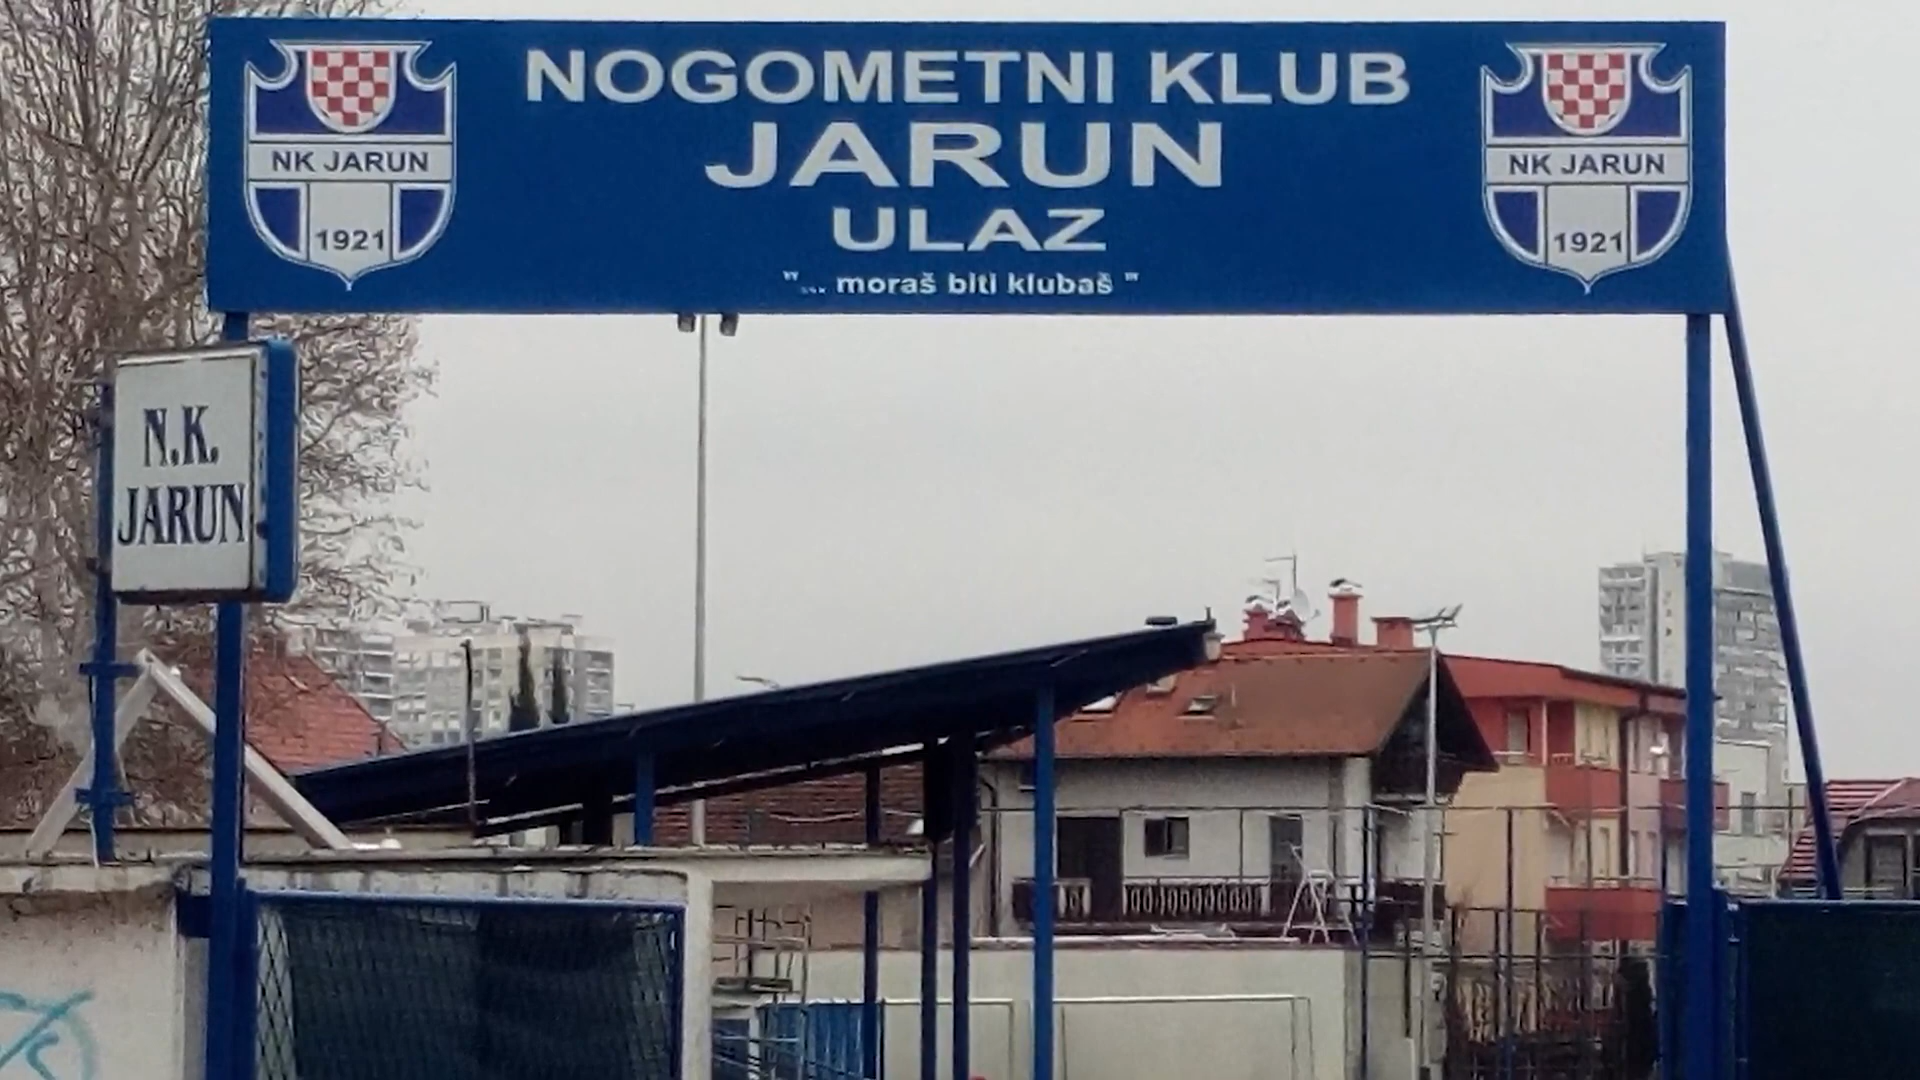 NOGOMETNI KLUB
JARUN
ULAZ
"... moraš biti klubaš "
NK JARUN
1921
NK JARUN
1921
N.K.
JARUN